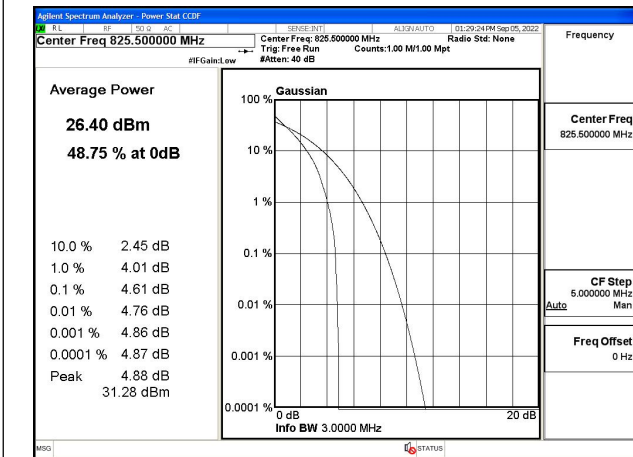 Agilent Spectrum Analyzer - Power Stat CCDF
RL RF 50 Ω AC SENSE:INT ALIGNAUTO 01:29:24 PM Sep 05, 2022
Center Freq 825.500000 MHz
Center Freq: 825.500000 MHz Radio Std: None
Trig: Free Run Counts:1.00 M/1.00 Mpt
#IFGain:Low #Atten: 40 dB
Frequency
Average Power
26.40 dBm
48.75 % at 0dB
10.0 % 2.45 dB
1.0 % 4.01 dB
0.1 % 4.61 dB
0.01 % 4.76 dB
0.001 % 4.86 dB
0.0001 % 4.87 dB
Peak 4.88 dB
31.28 dBm
Gaussian
100 %
10 %
1 %
0.1 %
0.01 %
0.001 %
0.0001 %
0 dB 20 dB
Info BW 3.0000 MHz
Center Freq
825.500000 MHz
CF Step
5.000000 MHz
Auto Man
Freq Offset
0 Hz
MSG STATUS